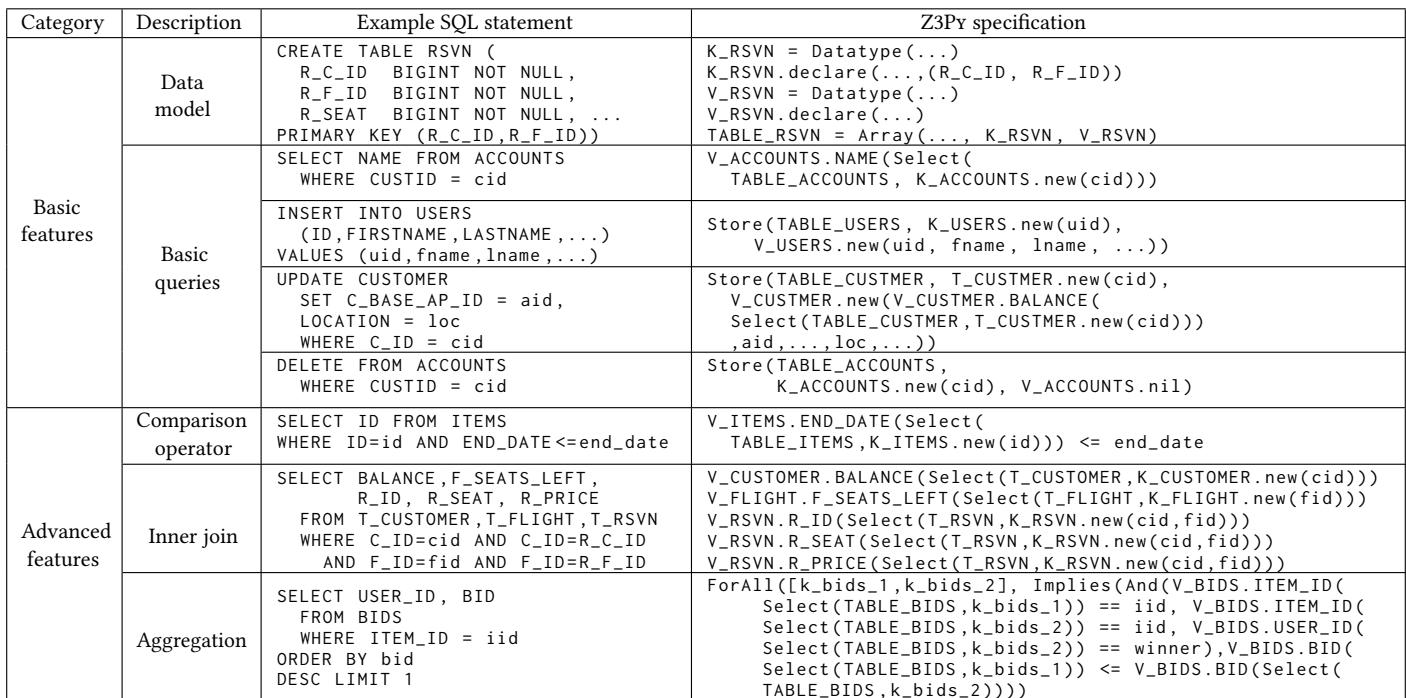 Category Description Example SQL statement Z3Py specification
Basic
features
Data
model
CREATE TABLE RSVN (
R_C_ID BIGINT NOT NULL,
R_F_ID BIGINT NOT NULL,
R_SEAT BIGINT NOT NULL, ...
PRIMARY KEY (R_C_ID,R_F_ID))
K_RSVN = Datatype(...)
K_RSVN.declare(...,(R_C_ID, R_F_ID))
V_RSVN = Datatype(...)
V_RSVN.declare(...)
TABLE_RSVN = Array(..., K_RSVN, V_RSVN)
Basic
queries
SELECT NAME FROM ACCOUNTS
WHERE CUSTID = cid
V_ACCOUNTS.NAME(Select(
TABLE_ACCOUNTS, K_ACCOUNTS.new(cid)))
INSERT INTO USERS
(ID,FIRSTNAME,LASTNAME,...)
VALUES (uid,fname,lname,...)
Store(TABLE_USERS, K_USERS.new(uid),
V_USERS.new(uid, fname, lname, ...))
UPDATE CUSTOMER
SET C_BASE_AP_ID = aid,
LOCATION = loc
WHERE C_ID = cid
Store(TABLE_CUSTMER, T_CUSTMER.new(cid),
V_CUSTMER.new(V_CUSTMER.BALANCE(
Select(TABLE_CUSTMER,T_CUSTMER.new(cid)))
,aid,...,loc,...))
DELETE FROM ACCOUNTS
WHERE CUSTID = cid
Store(TABLE_ACCOUNTS,
K_ACCOUNTS.new(cid), V_ACCOUNTS.nil)
Advanced
features
Comparison
operator
SELECT ID FROM ITEMS
WHERE ID=id AND END_DATE<=end_date
V_ITEMS.END_DATE(Select(
TABLE_ITEMS,K_ITEMS.new(id))) <= end_date
Inner join
SELECT BALANCE,F_SEATS_LEFT,
R_ID, R_SEAT, R_PRICE
FROM T_CUSTOMER,T_FLIGHT,T_RSVN
WHERE C_ID=cid AND C_ID=R_C_ID
AND F_ID=fid AND F_ID=R_F_ID
V_CUSTOMER.BALANCE(Select(T_CUSTOMER,K_CUSTOMER.new(cid)))
V_FLIGHT.F_SEATS_LEFT(Select(T_FLIGHT,K_FLIGHT.new(fid)))
V_RSVN.R_ID(Select(T_RSVN,K_RSVN.new(cid,fid)))
V_RSVN.R_SEAT(Select(T_RSVN,K_RSVN.new(cid,fid)))
V_RSVN.R_PRICE(Select(T_RSVN,K_RSVN.new(cid,fid)))
Aggregation
SELECT USER_ID, BID
FROM BIDS
WHERE ITEM_ID = iid
ORDER BY bid
DESC LIMIT 1
ForAll([k_bids_1,k_bids_2], Implies(And(V_BIDS.ITEM_ID(
Select(TABLE_BIDS,k_bids_1)) == iid, V_BIDS.ITEM_ID(
Select(TABLE_BIDS,k_bids_2)) == iid, V_BIDS.USER_ID(
Select(TABLE_BIDS,k_bids_2)) == winner),V_BIDS.BID(
Select(TABLE_BIDS,k_bids_1)) <= V_BIDS.BID(Select(
TABLE_BIDS,k_bids_2))))